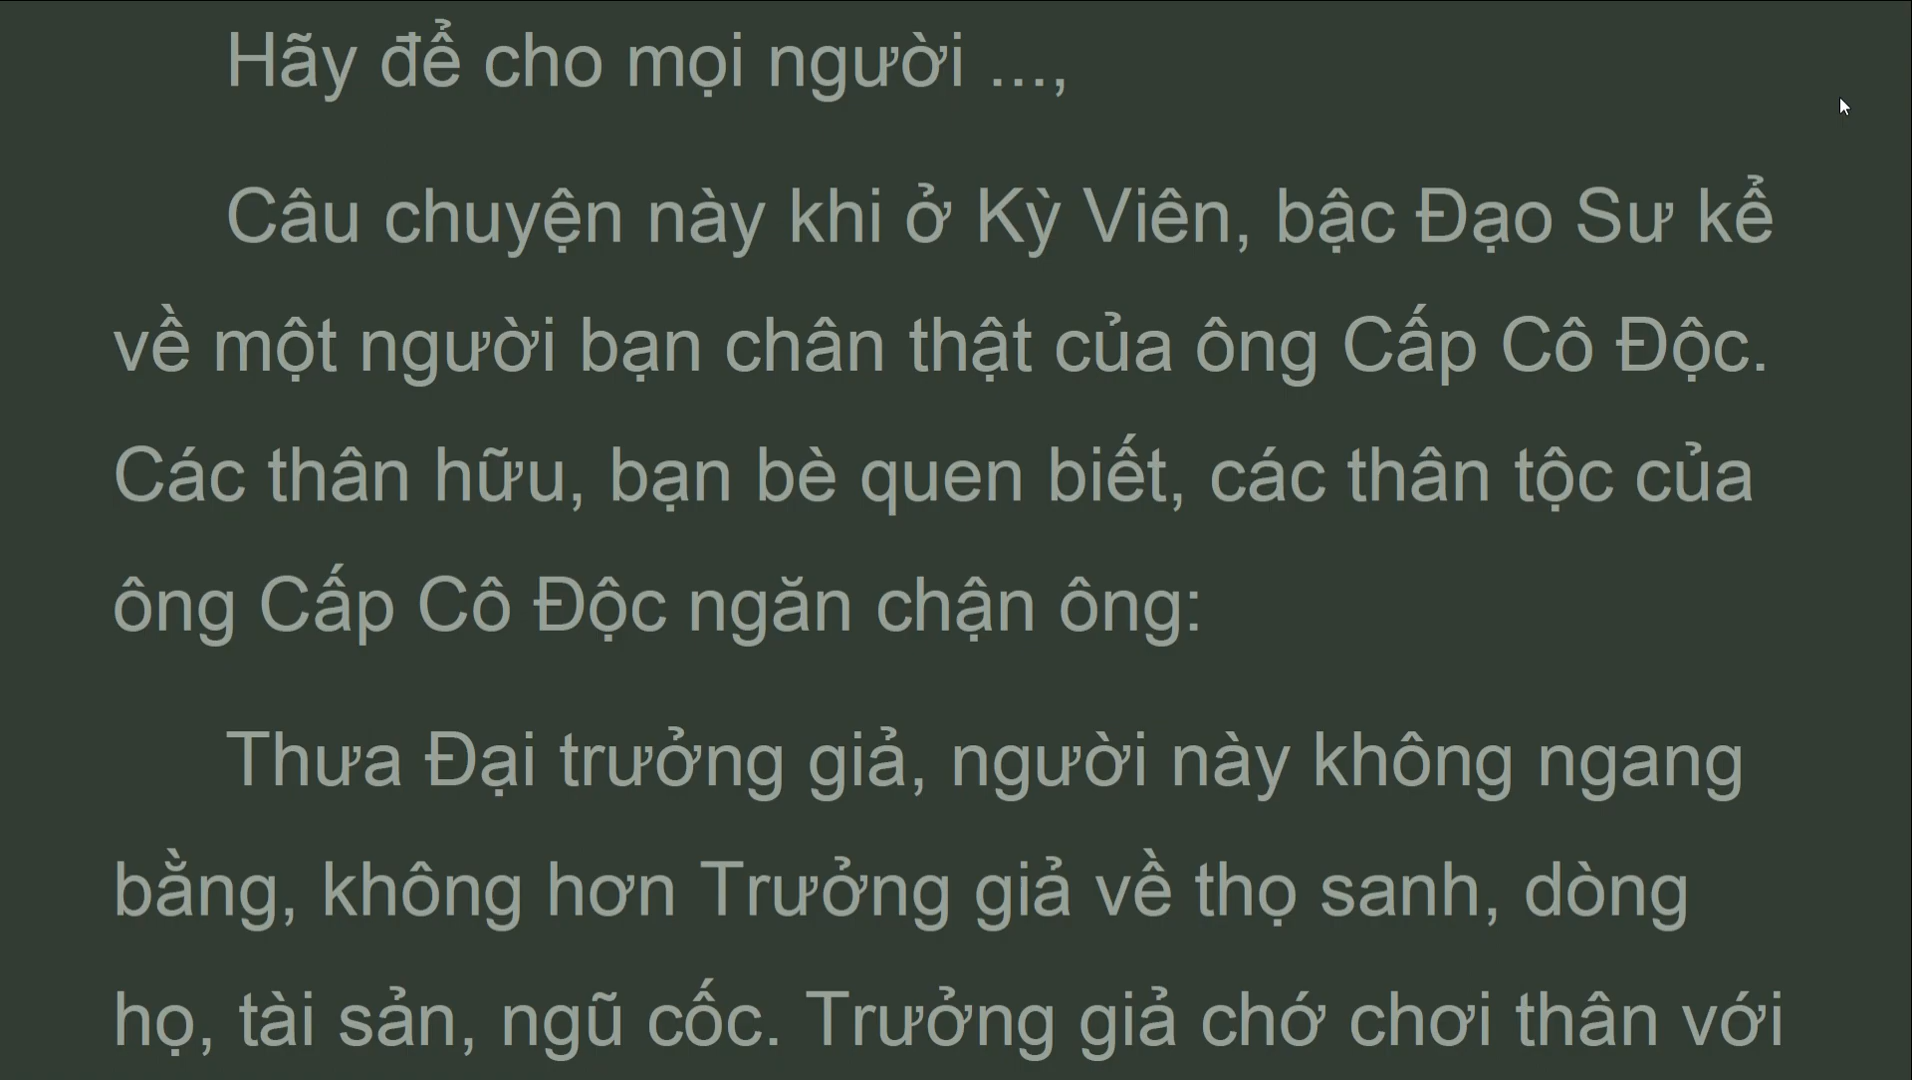 Hãy để cho mọi người ...,
Câu chuyện này khi ở Kỳ Viên, bậc Đạo Sư kể
về một người bạn chân thật của ông Cấp Cô Độc.
Các thân hữu, bạn bè quen biết, các thân tộc của
ông Cấp Cô Độc ngăn chận ông:
Thưa Đại trưởng giả, người này không ngang
bằng, không hơn Trưởng giả về thọ sanh, dòng
họ, tài sản, ngũ cốc. Trưởng giả chớ chơi thân với